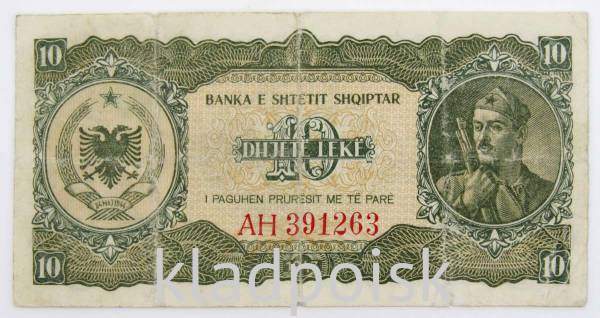 10 10
BANKA E SHTETIT SHQIPTAR
10
DHJETË LEKË
I PAGUHEN PRURËSIT ME TË PARË
AH 391263
10 10
kladpoisk